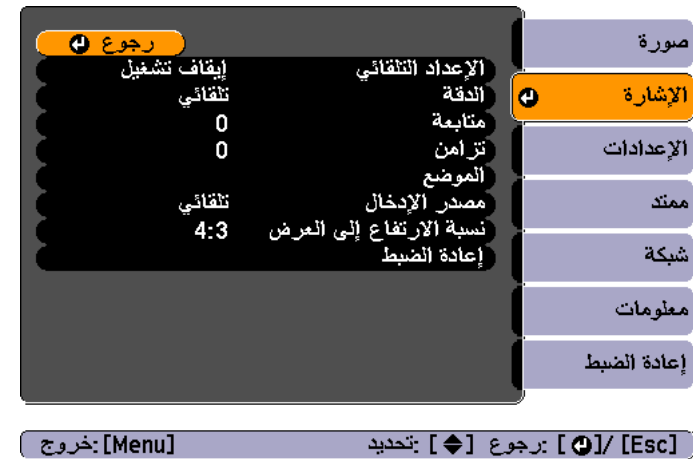 صورة
الإشارة
الإعدادات
ممتد
شبكة
معلومات
إعادة الضبط
رجوع
الإعداد التلقائي إيقاف تشغيل
الدقة تلقائي
متابعة 0
تزامن 0
الموضع
مصدر الإدخال تلقائي
نسبة الارتفاع إلى العرض 4:3
إعادة الضبط
[Esc] /[ ] :رجوع [ ] :تحديد [Menu] :خروج